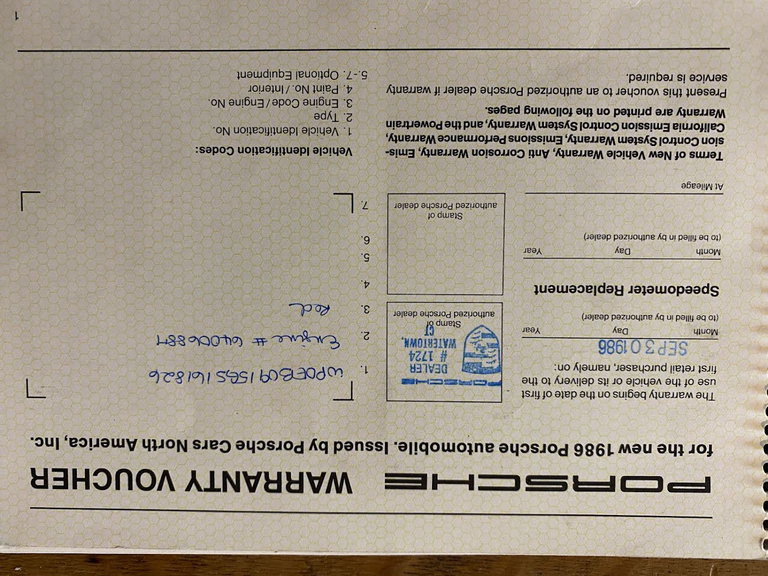 PORSCHE WARRANTY VOUCHER
for the new 1986 Porsche automobile. Issued by Porsche Cars North America, Inc.
The warranty begins on the date of first
use of the vehicle or its delivery to the
first retail purchaser, namely on:
SEP 30 1986
Month Day Year
(to be filled in by authorized dealer)
Speedometer Replacement
Month Day Year
(to be filled in by authorized dealer)
At Mileage
PORSCHE
DEALER
# 1724
WATERTOWN,
CT
Stamp of
authorized Porsche dealer
Stamp of
authorized Porsche dealer
1. WP0EB0915GS161826
2. Engine # 64G06884
3. Red
4.
5.
6.
7.
Terms of New Vehicle Warranty, Anti Corrosion Warranty, Emis-
sion Control System Warranty, Emissions Performance Warranty,
California Emission Control System Warranty, and the Powertrain
Warranty are printed on the following pages.
Present this voucher to an authorized Porsche dealer if warranty
service is required.
Vehicle Identification Codes:
1. Vehicle Identification No.
2. Type
3. Engine Code / Engine No.
4. Paint No. / Interior
5.-7. Optional Equipment
1